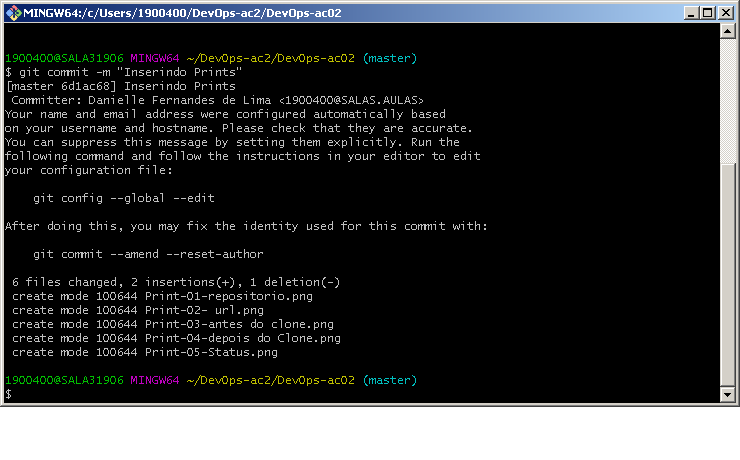 MINGW64:/c/Users/1900400/DevOps-ac2/DevOps-ac02
1900400@SALA31906 MINGW64 ~/DevOps-ac2/DevOps-ac02 (master)
$ git commit -m "Inserindo Prints"
[master 6d1ac68] Inserindo Prints
 Committer: Danielle Fernandes de Lima <1900400@SALAS.AULAS>
Your name and email address were configured automatically based
on your username and hostname. Please check that they are accurate.
You can suppress this message by setting them explicitly. Run the
following command and follow the instructions in your editor to edit
your configuration file:

    git config --global --edit

After doing this, you may fix the identity used for this commit with:

    git commit --amend --reset-author

 6 files changed, 2 insertions(+), 1 deletion(-)
 create mode 100644 Print-01-repositorio.png
 create mode 100644 Print-02- url.png
 create mode 100644 Print-03-antes do clone.png
 create mode 100644 Print-04-depois do Clone.png
 create mode 100644 Print-05-Status.png

1900400@SALA31906 MINGW64 ~/DevOps-ac2/DevOps-ac02 (master)
$